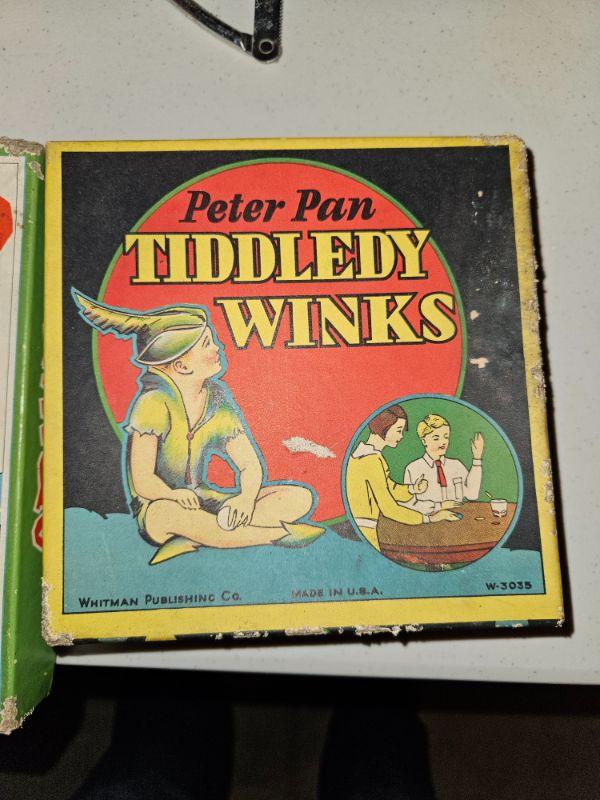 Peter Pan
TIDDLEDY
WINKS
WHITMAN PUBLISHING CO. MADE IN U.S.A. W-3035